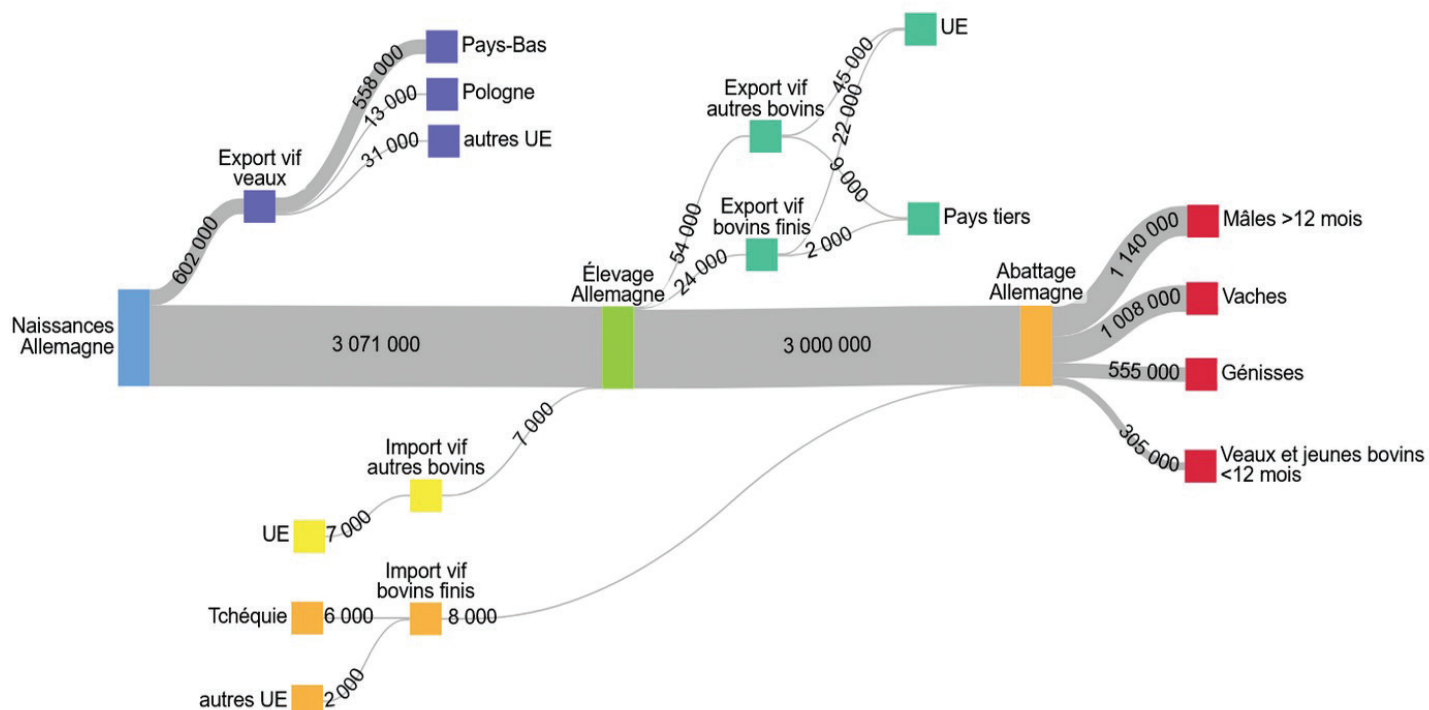 Pays-Bas
558 000
Pologne
13 000
autres UE
31 000
Export vif
veaux
602 000
Naissances
Allemagne
3 071 000
Élevage
Allemagne
54 000
24 000
Export vif
autres bovins
45 000
9 000
UE
22 000
Export vif
bovins finis
2 000
Pays tiers
3 000 000
Abattage
Allemagne
1 140 000
Mâles >12 mois
1 008 000
Vaches
555 000
Génisses
305 000
Veaux et jeunes bovins
<12 mois
Import vif
autres bovins
7 000
UE
7 000
Import vif
bovins finis
Tchéquie
6 000
8 000
autres UE
2 000